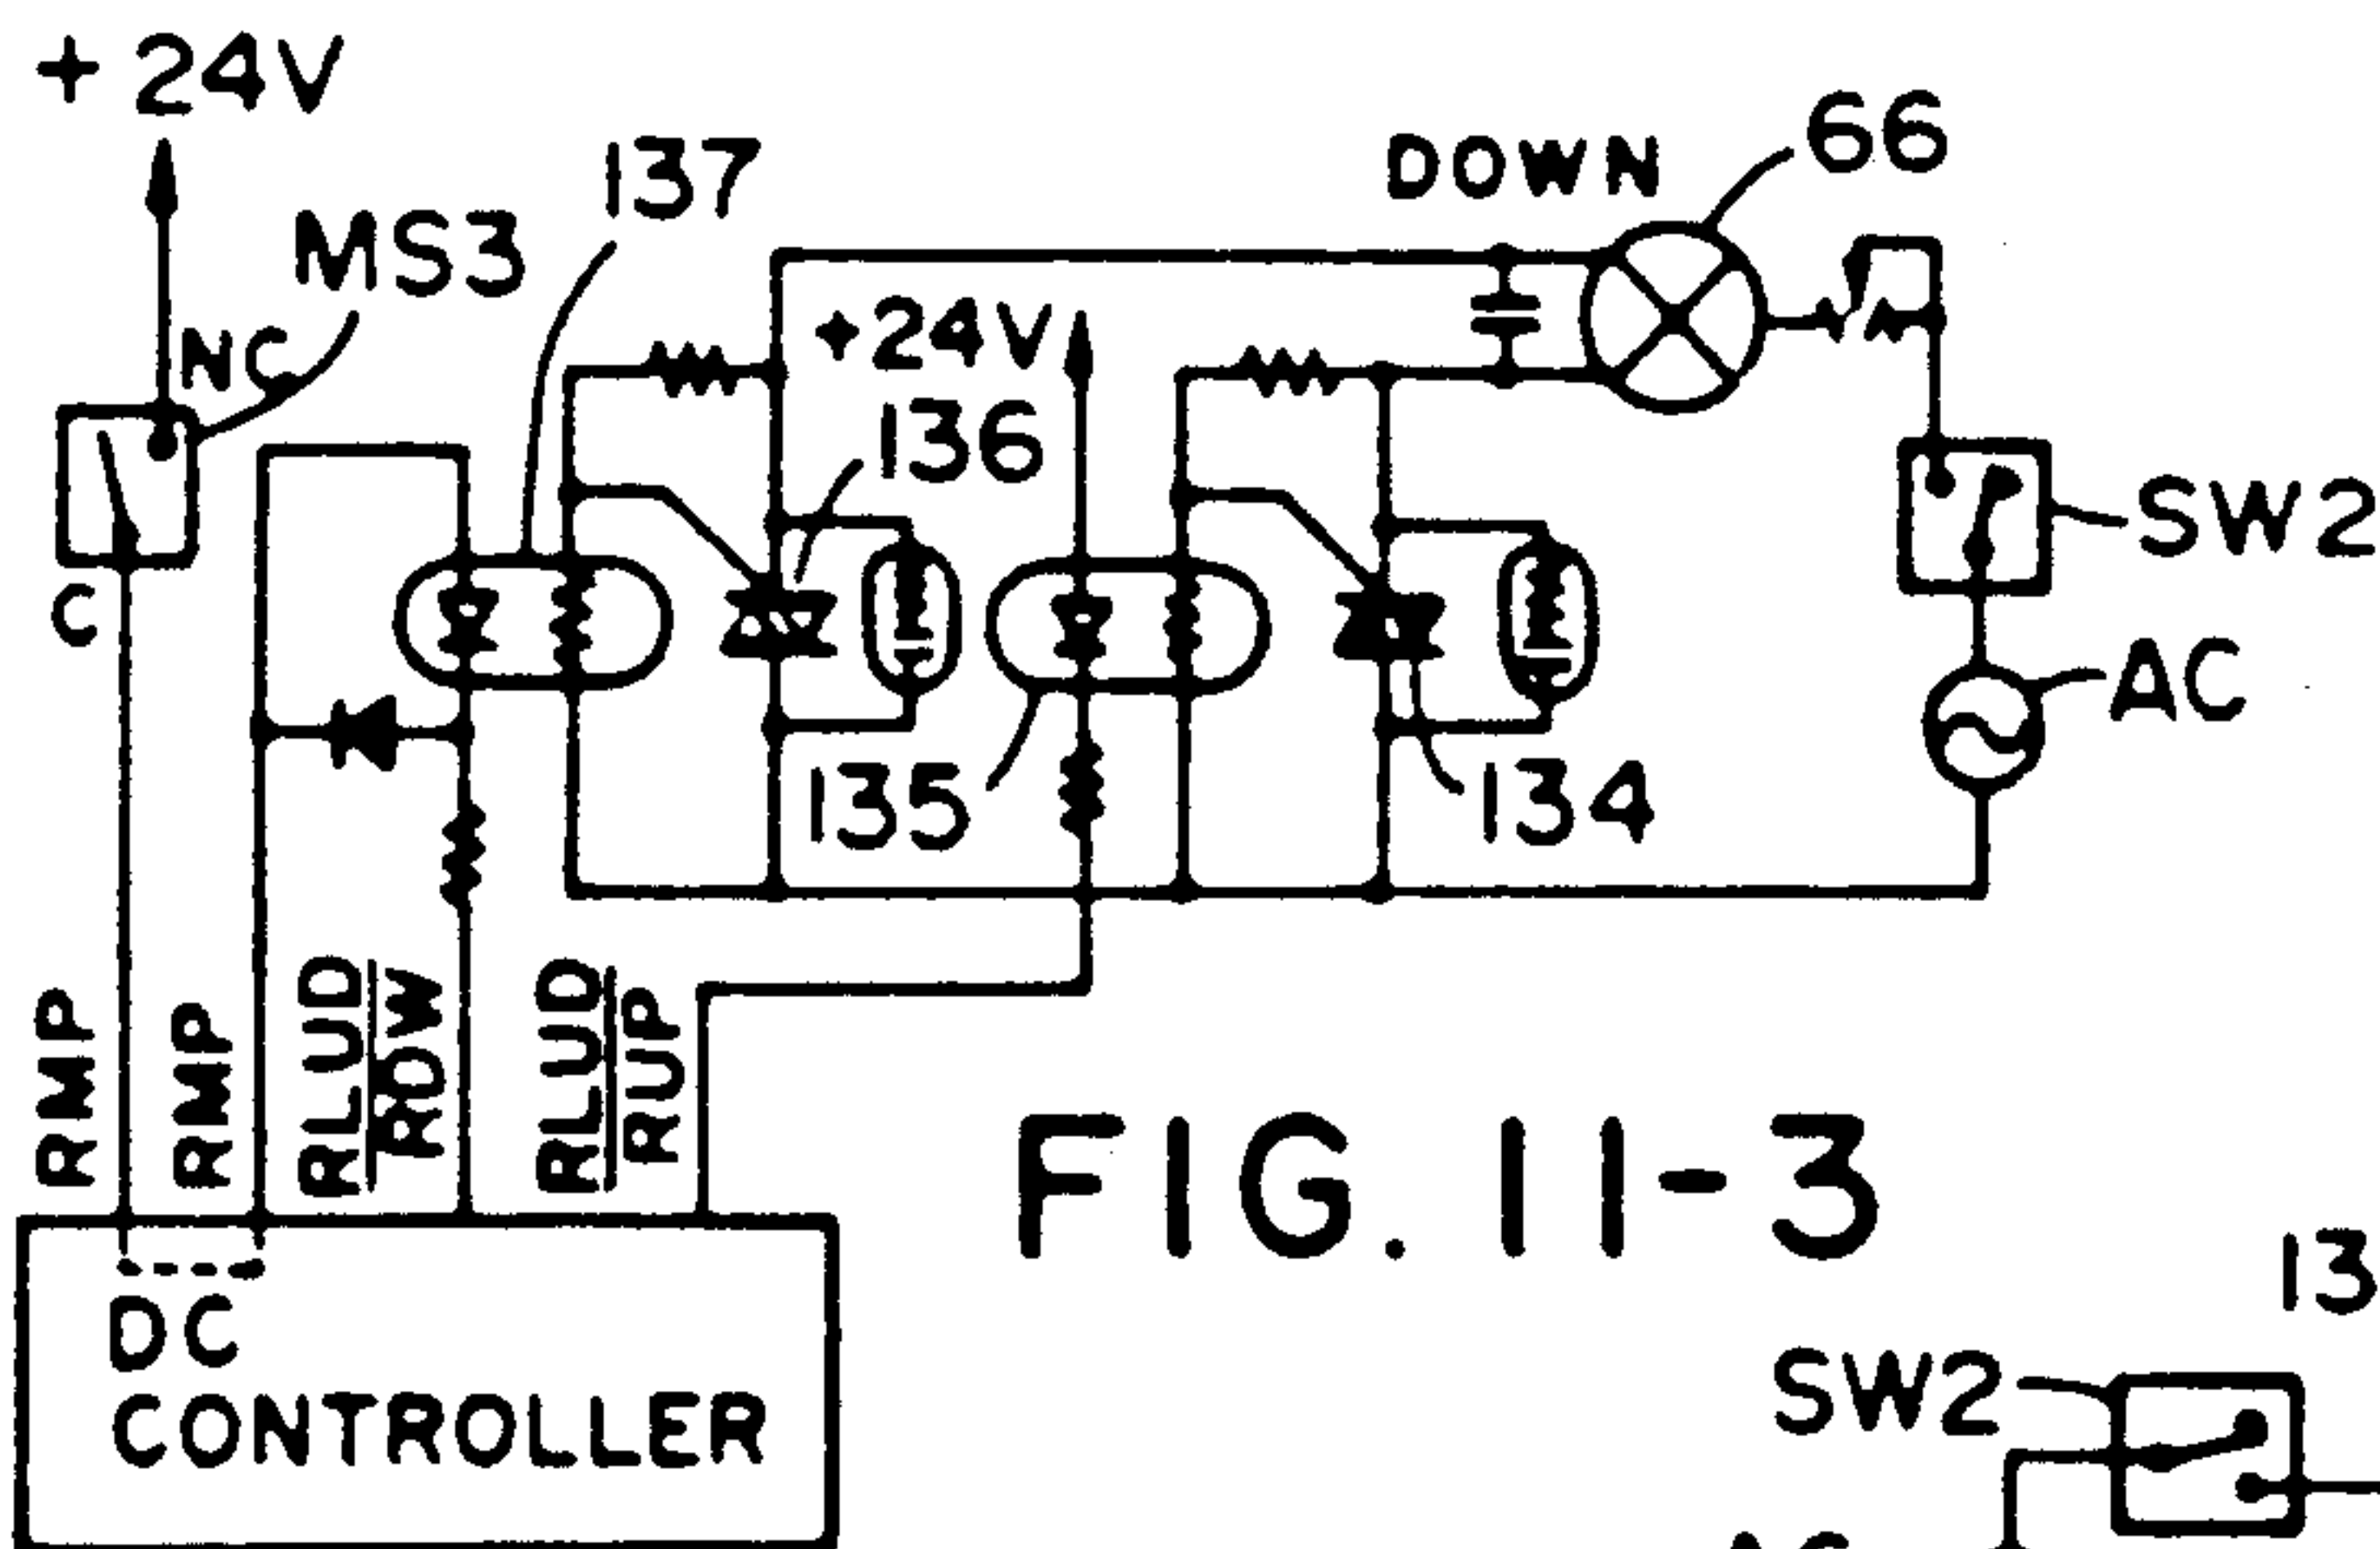 + 24V
137
66
DOWN
MS3
NC
+24V
136
SW2
C
AC
135
134
RMP
RMP
RLUD
RDW
RLUD
RUP
FIG. 11-3
DC
CONTROLLER
SW2